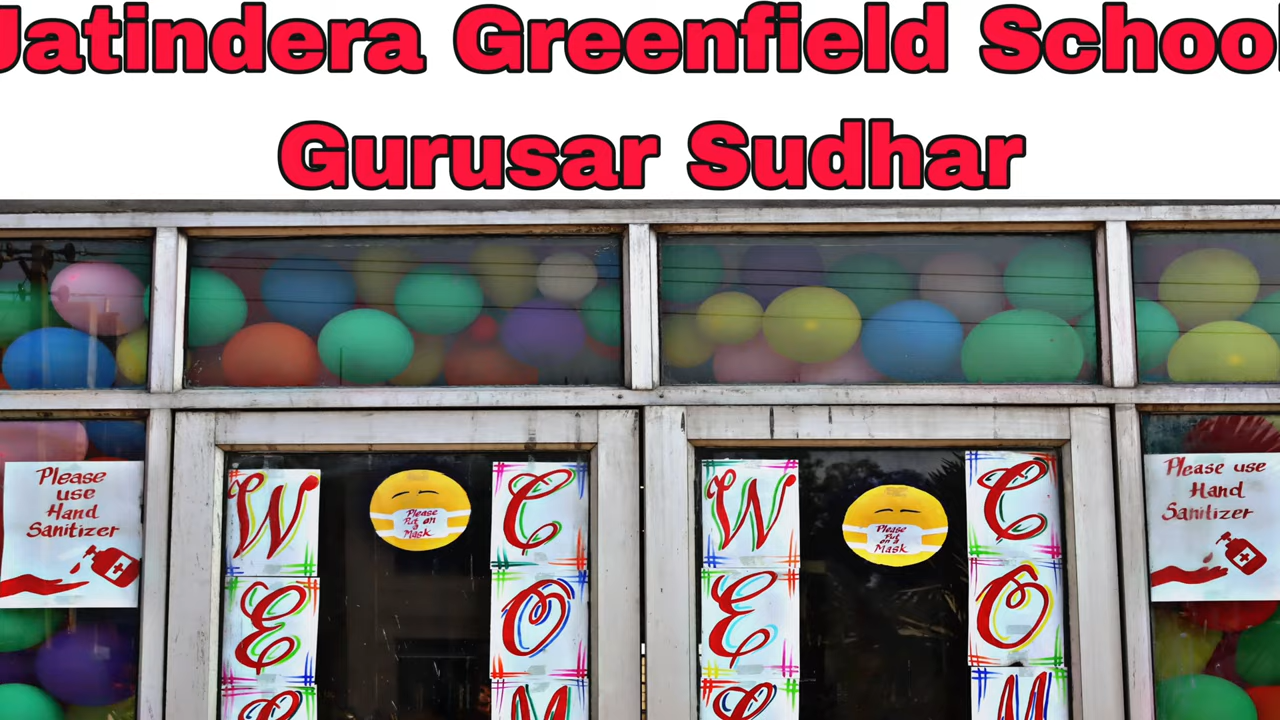 Jatindera Greenfield School
Gurusar Sudhar
Please
use
Hand
Sanitizer
W
E
Please
Put on
a
Mask
C
O
M
W
E
Please
Put
on a
Mask
C
O
M
Please use
Hand
Sanitizer